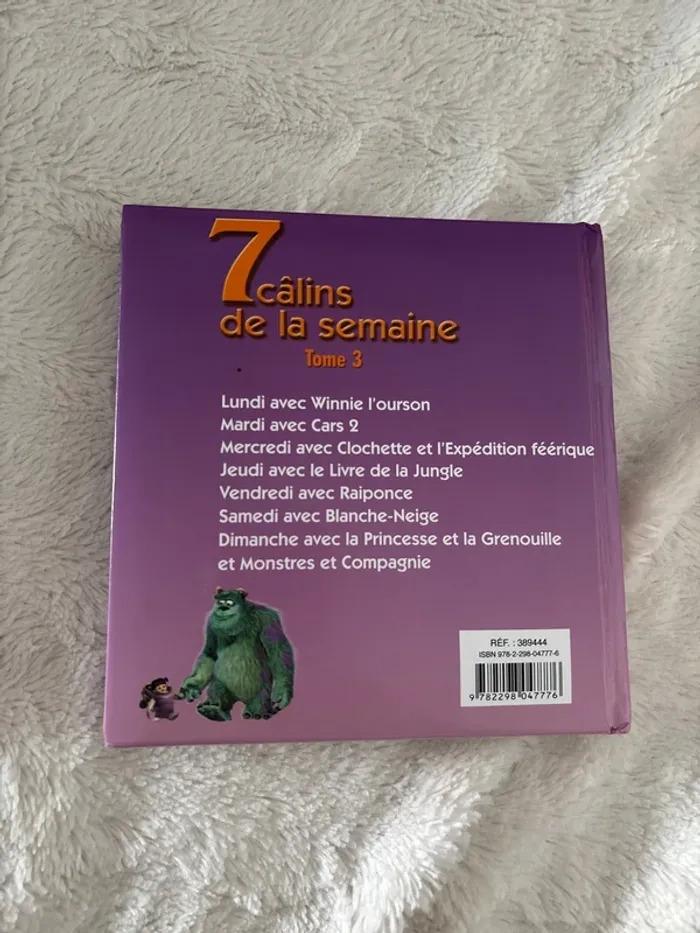 7 câlins
de la semaine
Tome 3
Lundi avec Winnie l'ourson
Mardi avec Cars 2
Mercredi avec Clochette et l'Expédition féérique
Jeudi avec le Livre de la Jungle
Vendredi avec Raiponce
Samedi avec Blanche-Neige
Dimanche avec la Princesse et la Grenouille
et Monstres et Compagnie
RÉF. : 389444
ISBN 978-2-298-04777-6
9 782298 047776